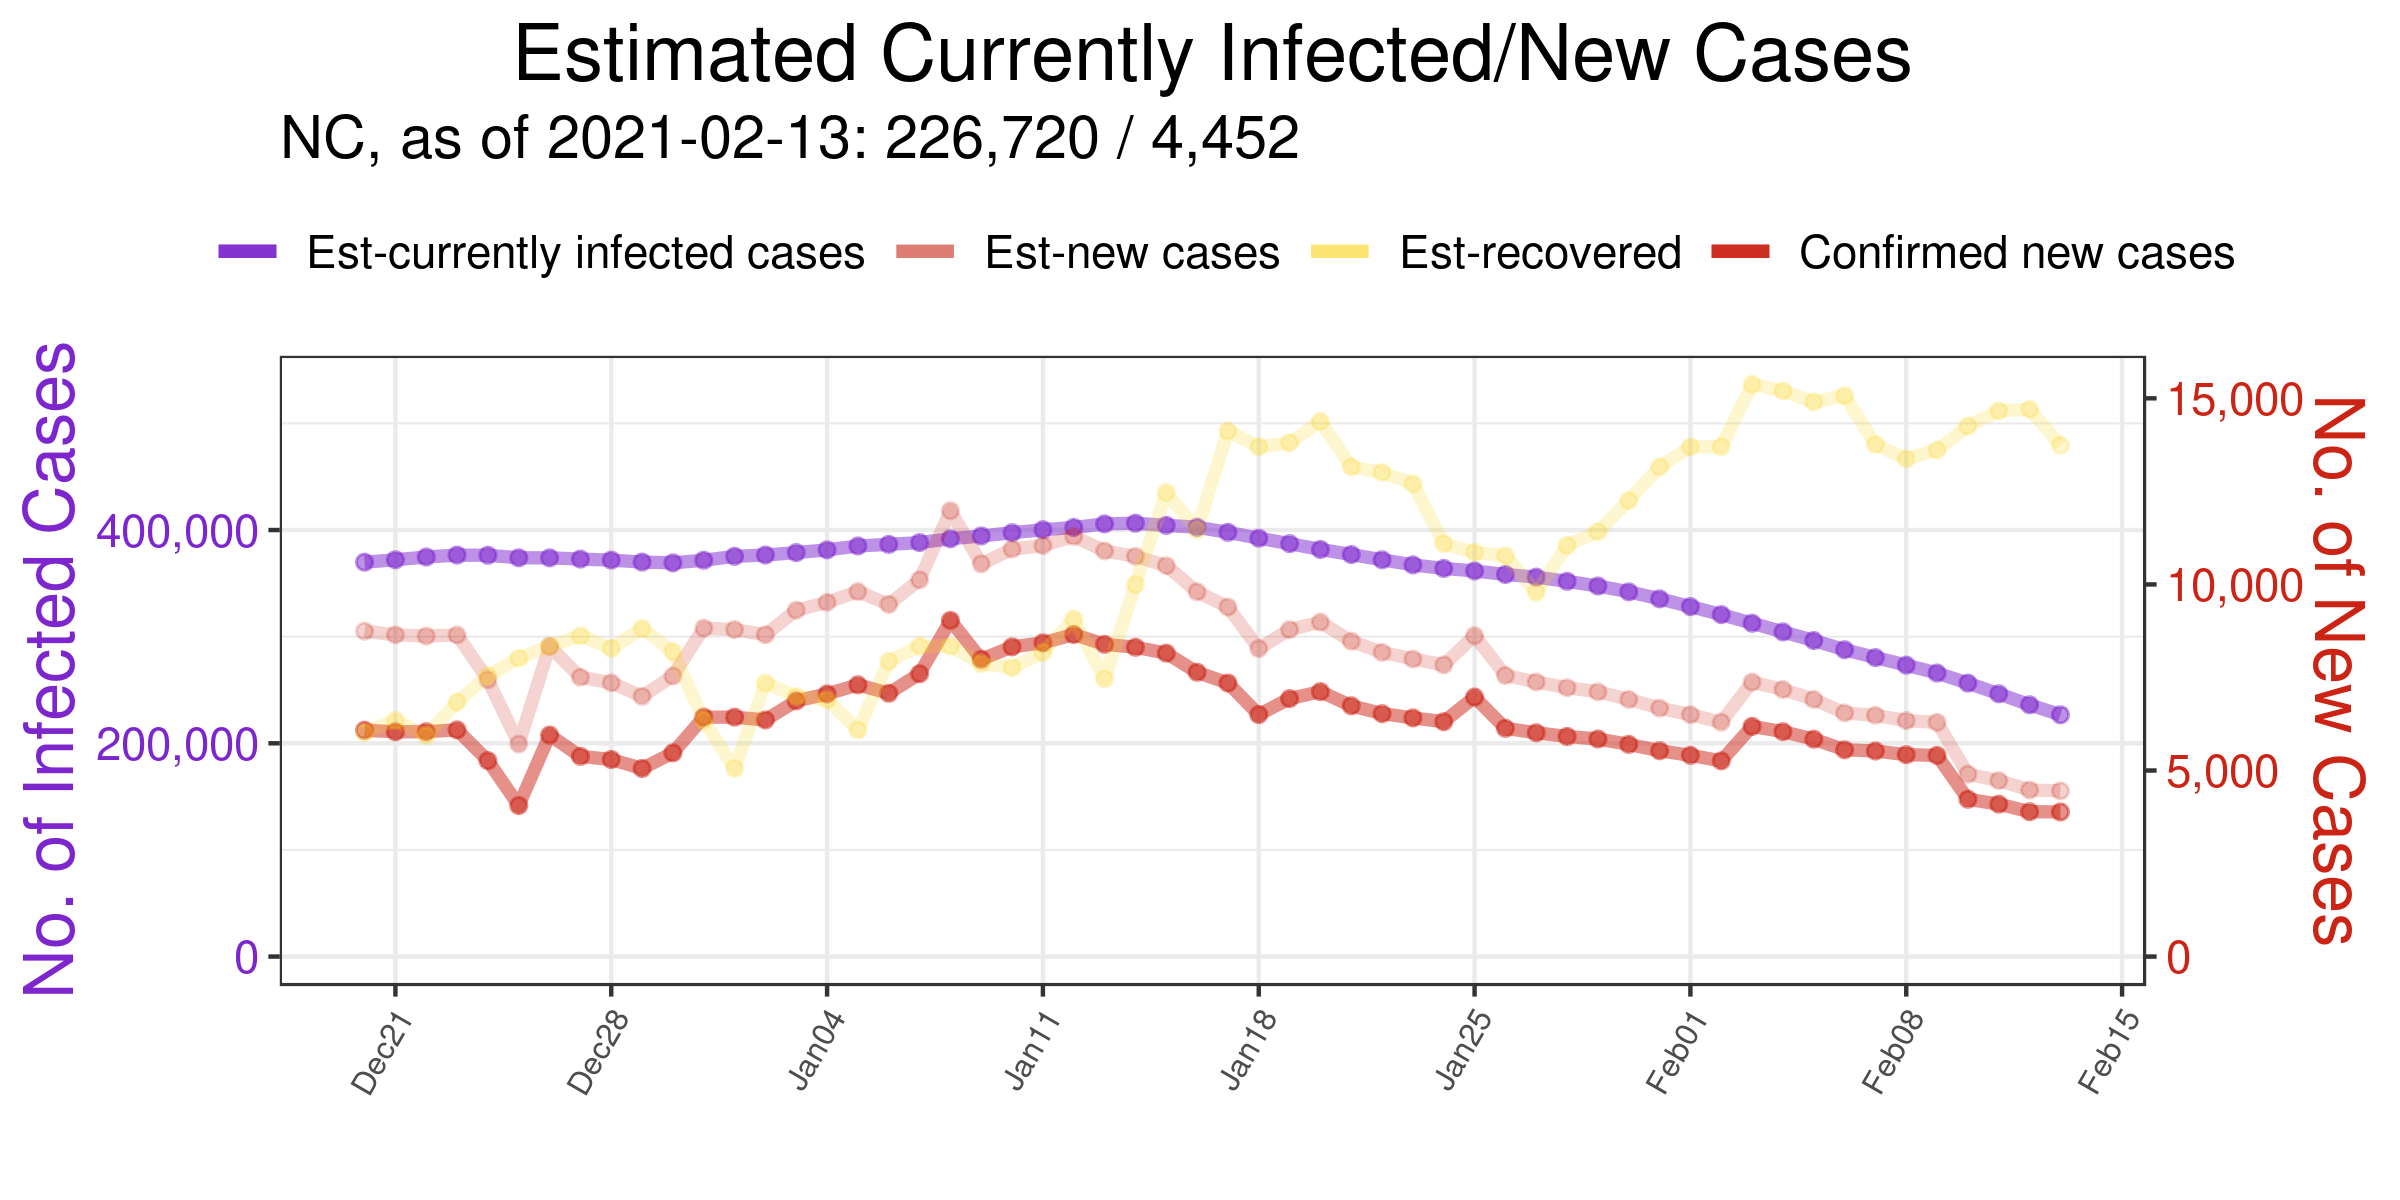 Estimated Currently Infected/New Cases
NC, as of 2021-02-13: 226,720 / 4,452
Est-currently infected cases Est-new cases Est-recovered Confirmed new cases
No. of Infected Cases
400,000
200,000
0
15,000
10,000
5,000
0
No. of New Cases
Dec21 Dec28 Jan04 Jan11 Jan18 Jan25 Feb01 Feb08 Feb15